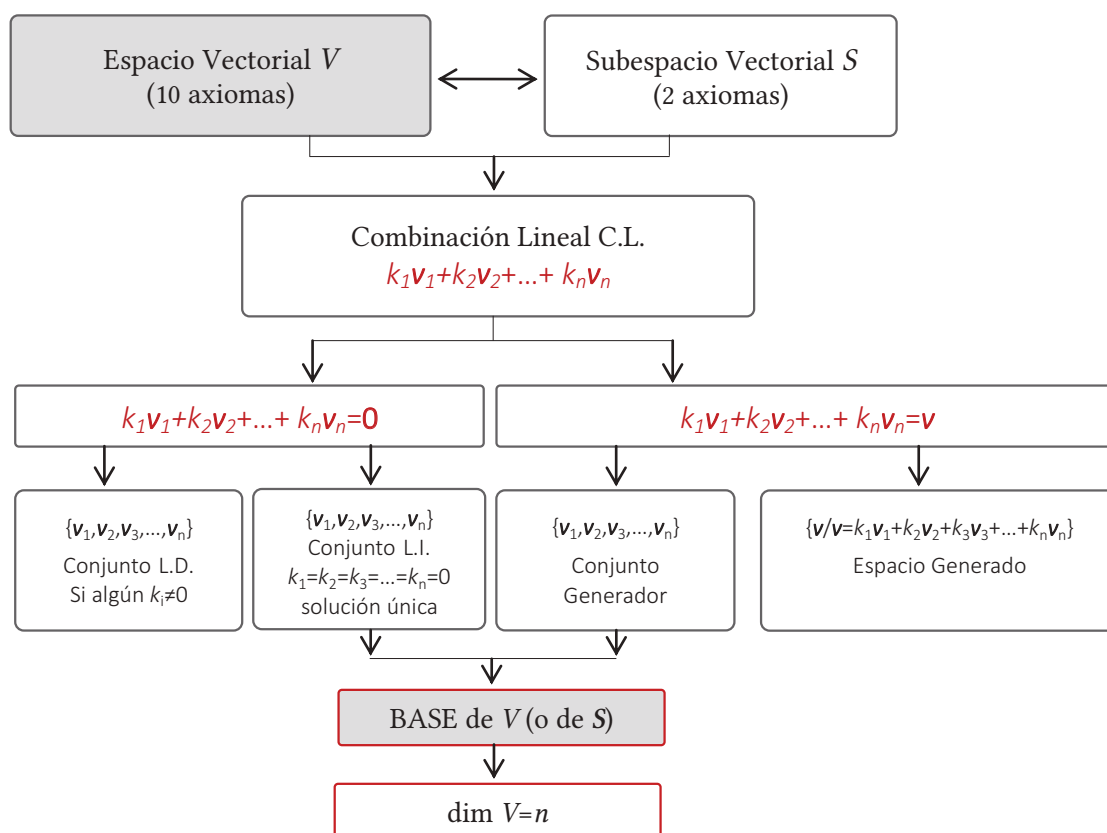 Espacio Vectorial V
(10 axiomas)
Subespacio Vectorial S
(2 axiomas)
Combinación Lineal C.L.
k₁v₁+k₂v₂+...+ kₙvₙ
k₁v₁+k₂v₂+...+ kₙvₙ=0
k₁v₁+k₂v₂+...+ kₙvₙ=v
{v₁,v₂,v₃,...,vₙ}
Conjunto L.D.
Si algún kᵢ≠0
{v₁,v₂,v₃,...,vₙ}
Conjunto L.I.
k₁=k₂=k₃=...=kₙ=0
solución única
{v₁,v₂,v₃,...,vₙ}
Conjunto
Generador
{v/v=k₁v₁+k₂v₂+k₃v₃+...+kₙvₙ}
Espacio Generado
BASE de V (o de S)
dim V=n